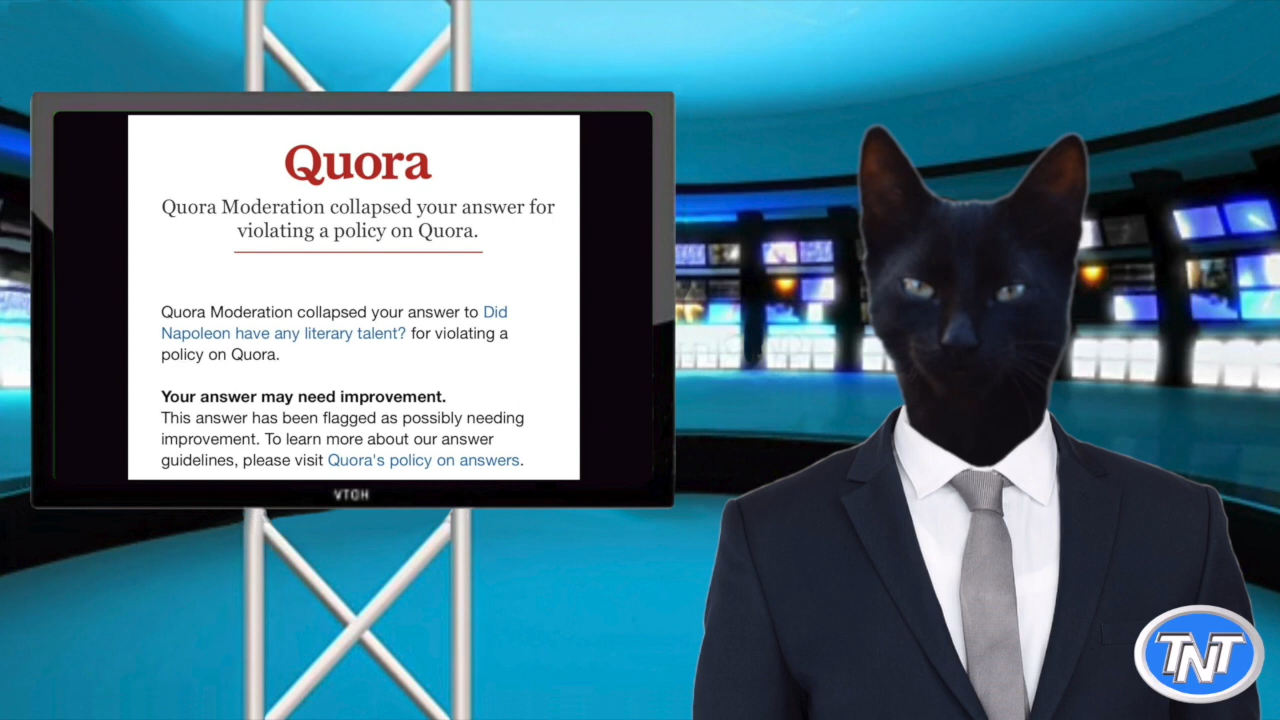 Quora
Quora Moderation collapsed your answer for
violating a policy on Quora.
Quora Moderation collapsed your answer to Did
Napoleon have any literary talent? for violating a
policy on Quora.
Your answer may need improvement.
This answer has been flagged as possibly needing
improvement. To learn more about our answer
guidelines, please visit Quora's policy on answers.
VTGH
TNT